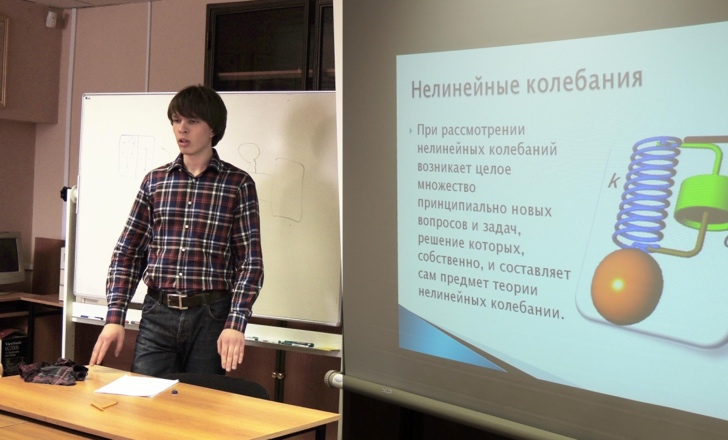 Нелинейные колебания
При рассмотрении
нелинейных колебаний
возникает целое
множество
принципиально новых
вопросов и задач,
решение которых,
собственно, и составляет
сам предмет теории
нелинейных колебании.
k